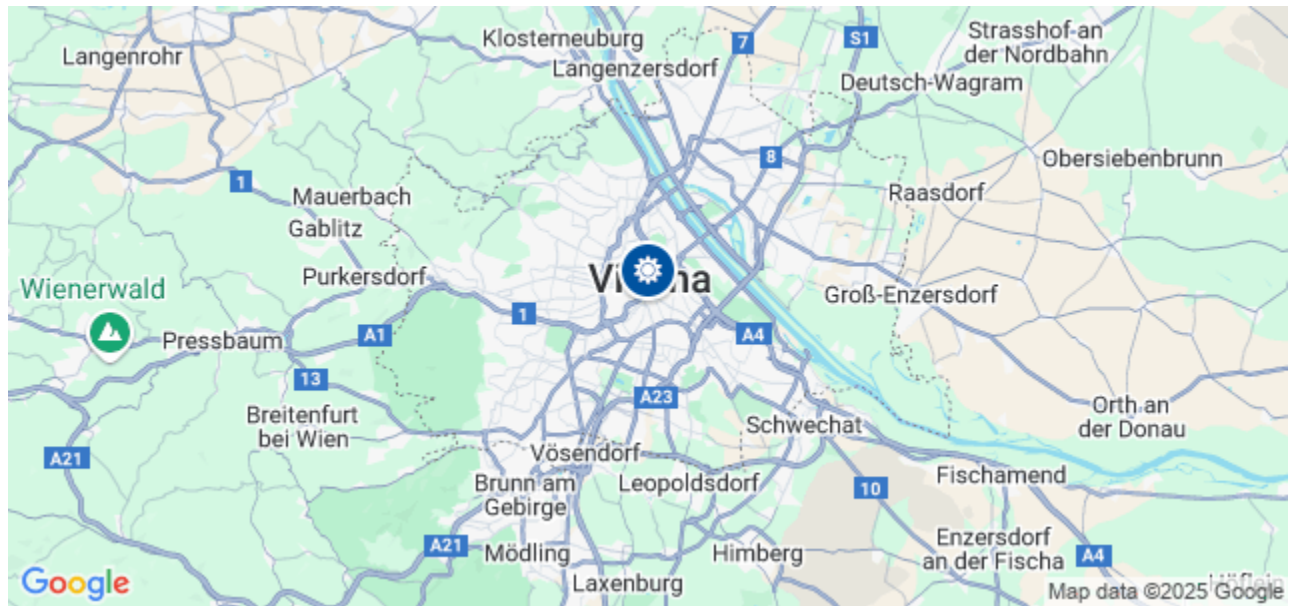 Klosterneuburg
7
S1
Strasshof an
der Nordbahn
Langenrohr
Langenzersdorf
Deutsch-Wagram
8
Obersiebenbrunn
1
Mauerbach
Raasdorf
Gablitz
Purkersdorf
Wienerwald
Groß-Enzersdorf
1
Pressbaum
A1
A4
13
A23
Breitenfurt
bei Wien
Orth an
der Donau
Schwechat
A21
Vösendorf
Fischamend
Brunn am
Gebirge
Leopoldsdorf
10
A21
Mödling
Himberg
Enzersdorf
an der Fischa
A4
Google
Laxenburg
Map data ©2025 Google